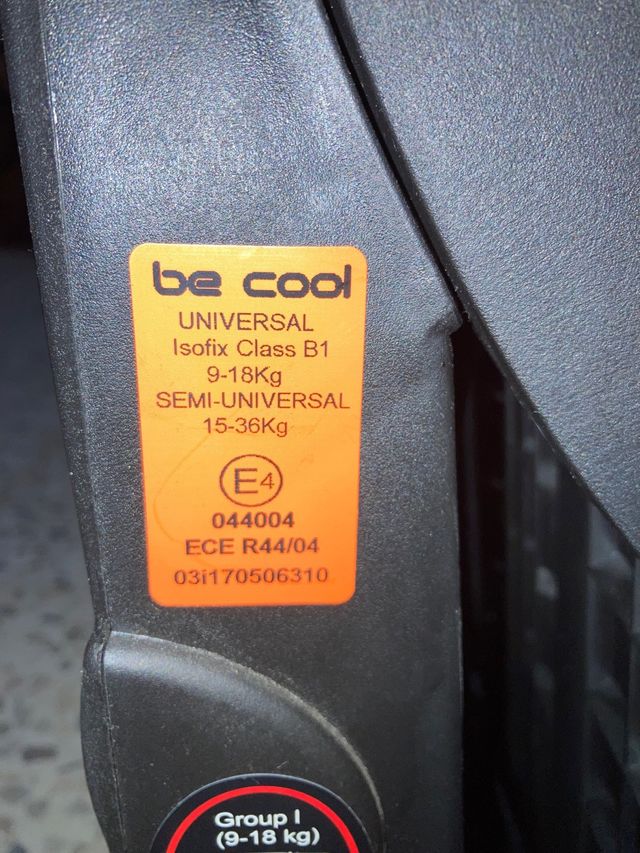 be cool
UNIVERSAL
Isofix Class B1
9-18Kg
SEMI-UNIVERSAL
15-36Kg
E4
044004
ECE R44/04
03i170506310
Group I
(9-18 kg)